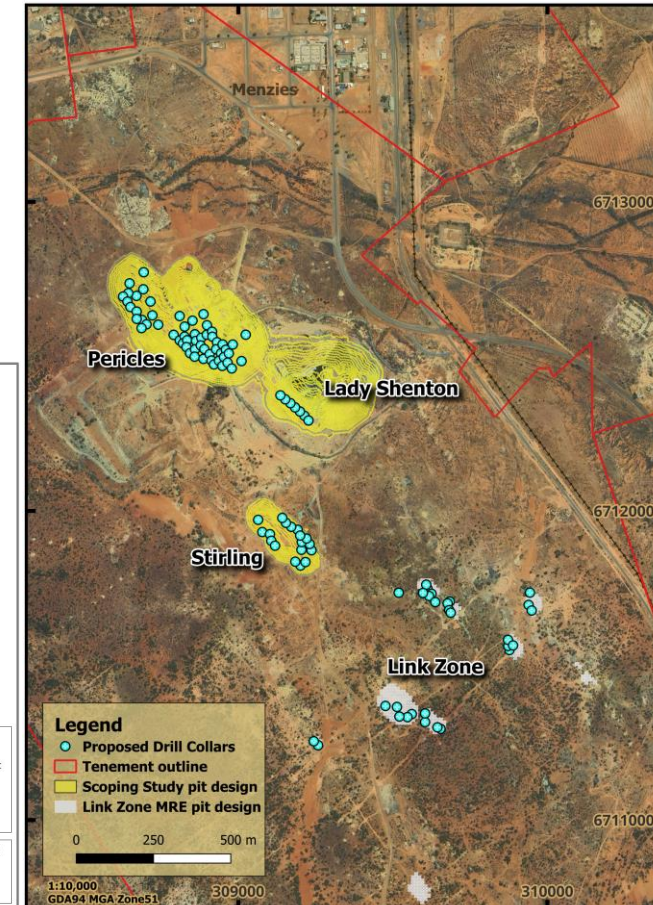 Menzies
6713000
Pericles
Lady Shenton
6712000
Stirling
Link Zone
Legend
Proposed Drill Collars
Tenement outline
Scoping Study pit design
Link Zone MRE pit design
0 250 500 m
6711000
1:10,000
GDA94 MGA Zone51
309000
310000